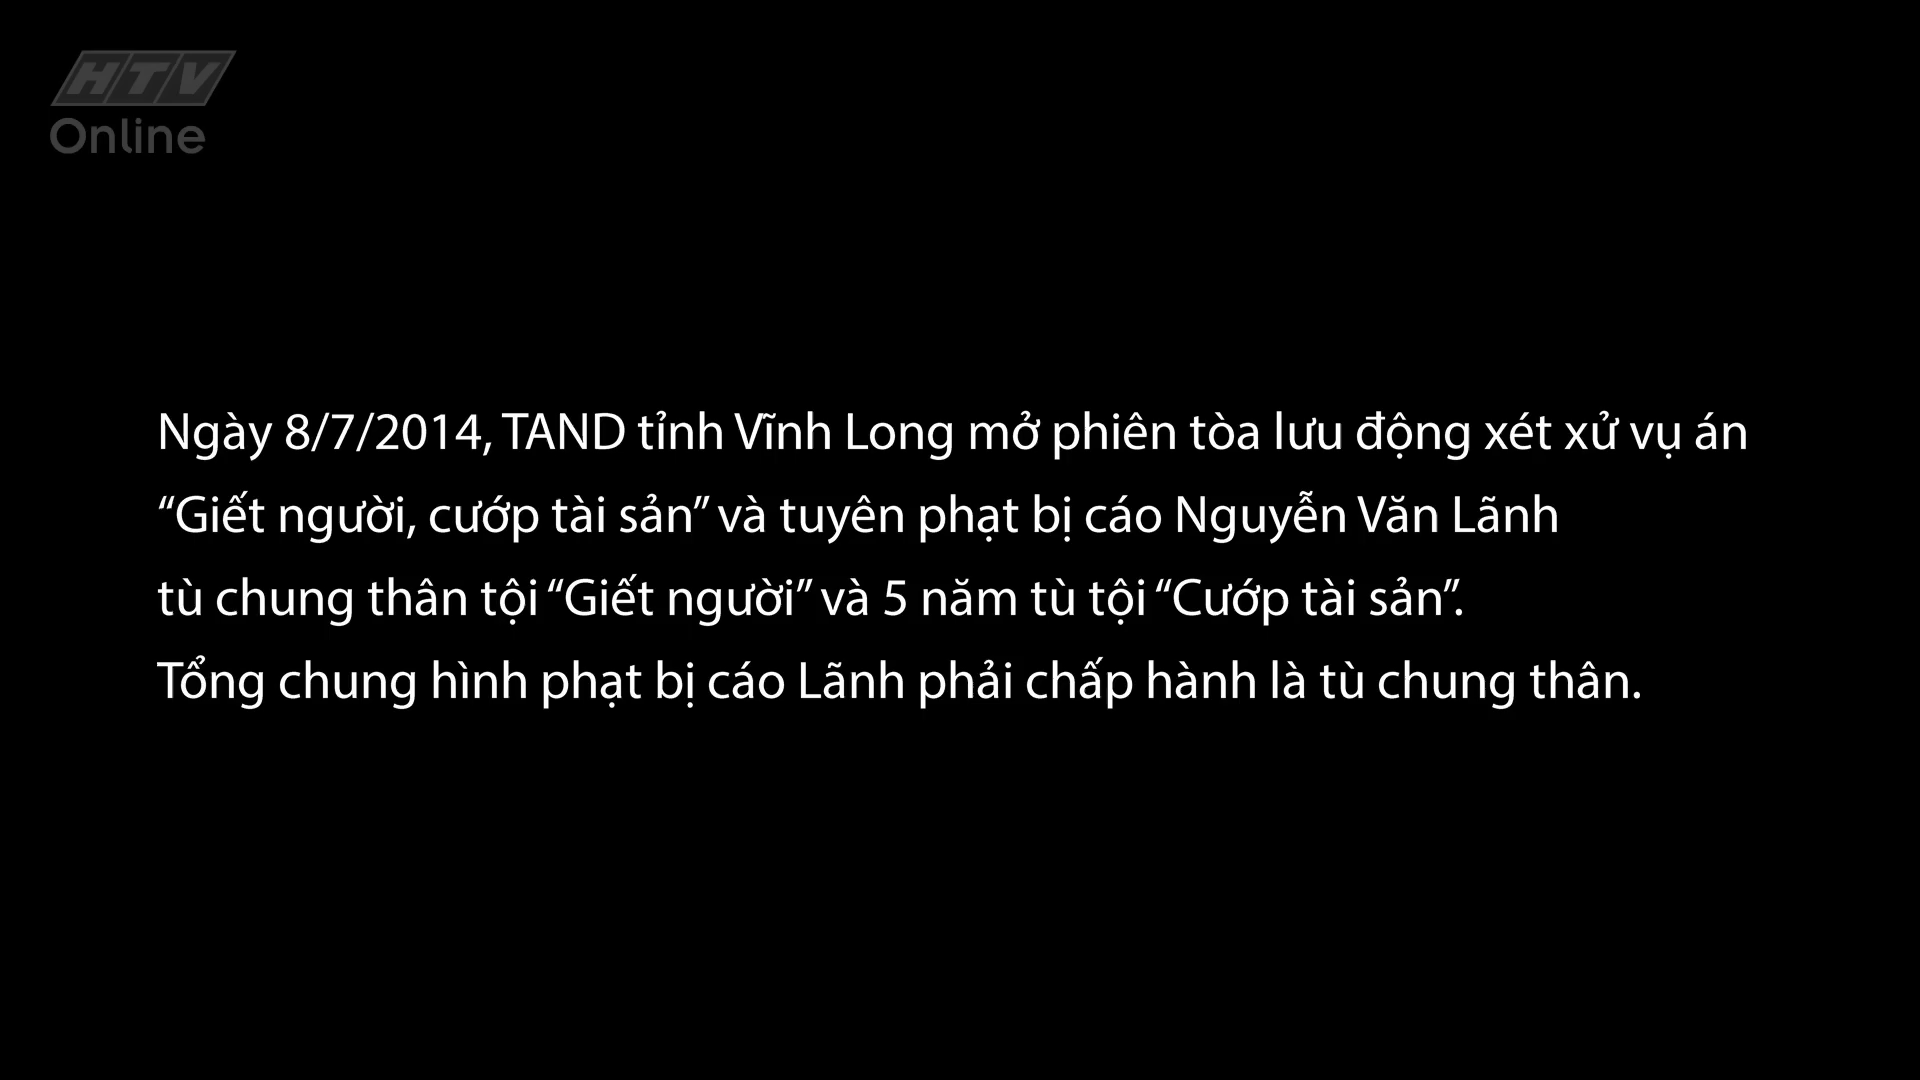 HTV
Online
Ngày 8/7/2014, TAND tỉnh Vĩnh Long mở phiên tòa lưu động xét xử vụ án
“Giết người, cướp tài sản” và tuyên phạt bị cáo Nguyễn Văn Lãnh
tù chung thân tội “Giết người” và 5 năm tù tội “Cướp tài sản”.
Tổng chung hình phạt bị cáo Lãnh phải chấp hành là tù chung thân.